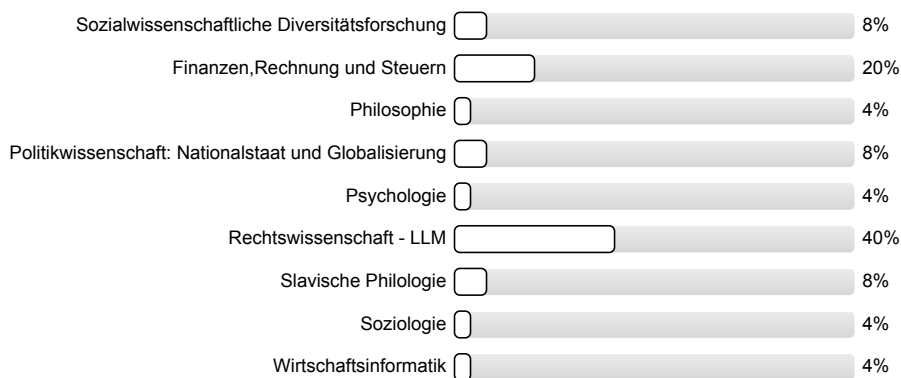 Sozialwissenschaftliche Diversitätsforschung 8%
Finanzen,Rechnung und Steuern 20%
Philosophie 4%
Politikwissenschaft: Nationalstaat und Globalisierung 8%
Psychologie 4%
Rechtswissenschaft - LLM 40%
Slavische Philologie 8%
Soziologie 4%
Wirtschaftsinformatik 4%